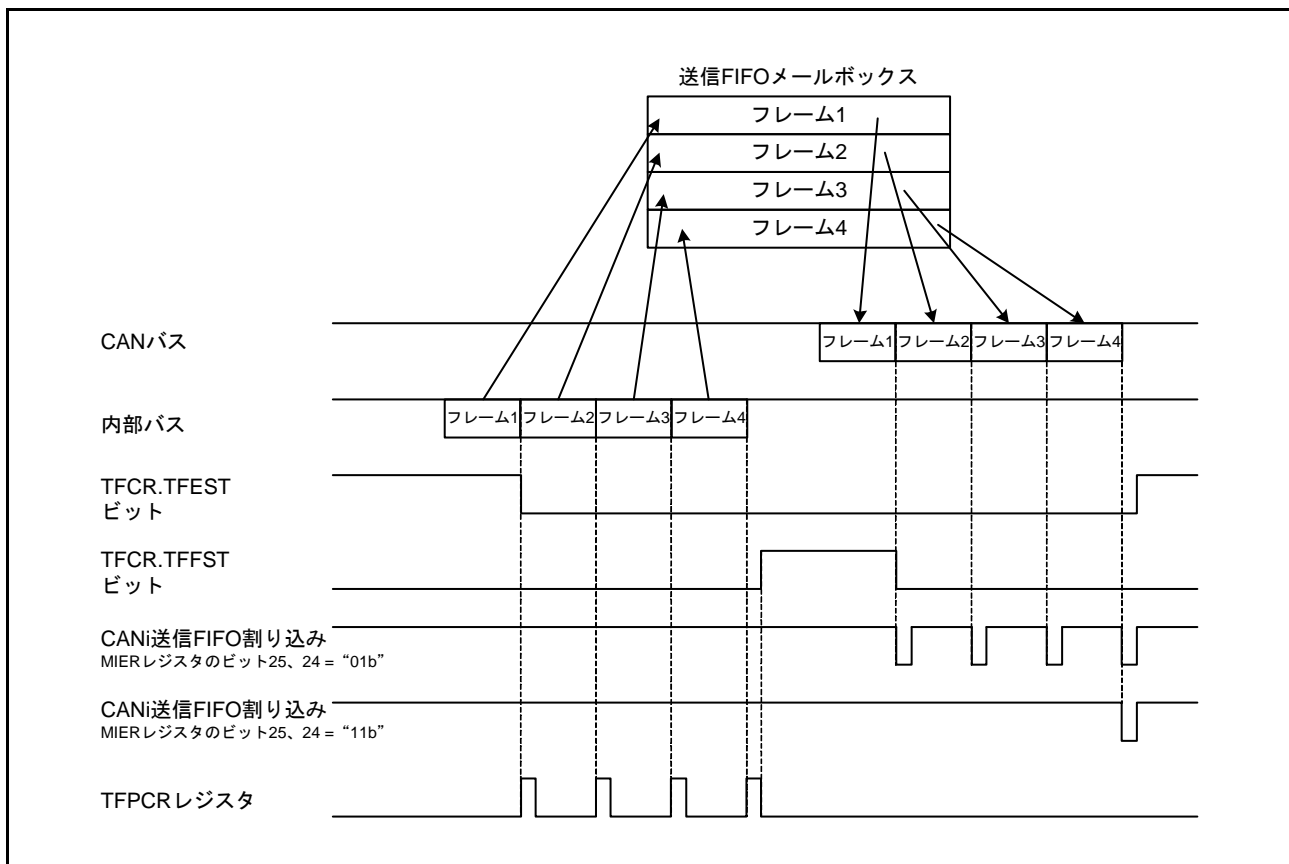 送信FIFOメールボックス
フレーム1
フレーム2
フレーム3
フレーム4
CANバス
フレーム1 フレーム2 フレーム3 フレーム4
内部バス
フレーム1 フレーム2 フレーム3 フレーム4
TFCR.TFEST
ビット
TFCR.TFFST
ビット
CANi送信FIFO割り込み
MIERレジスタのビット25、24 = “01b”
CANi送信FIFO割り込み
MIERレジスタのビット25、24 = “11b”
TFPCRレジスタ